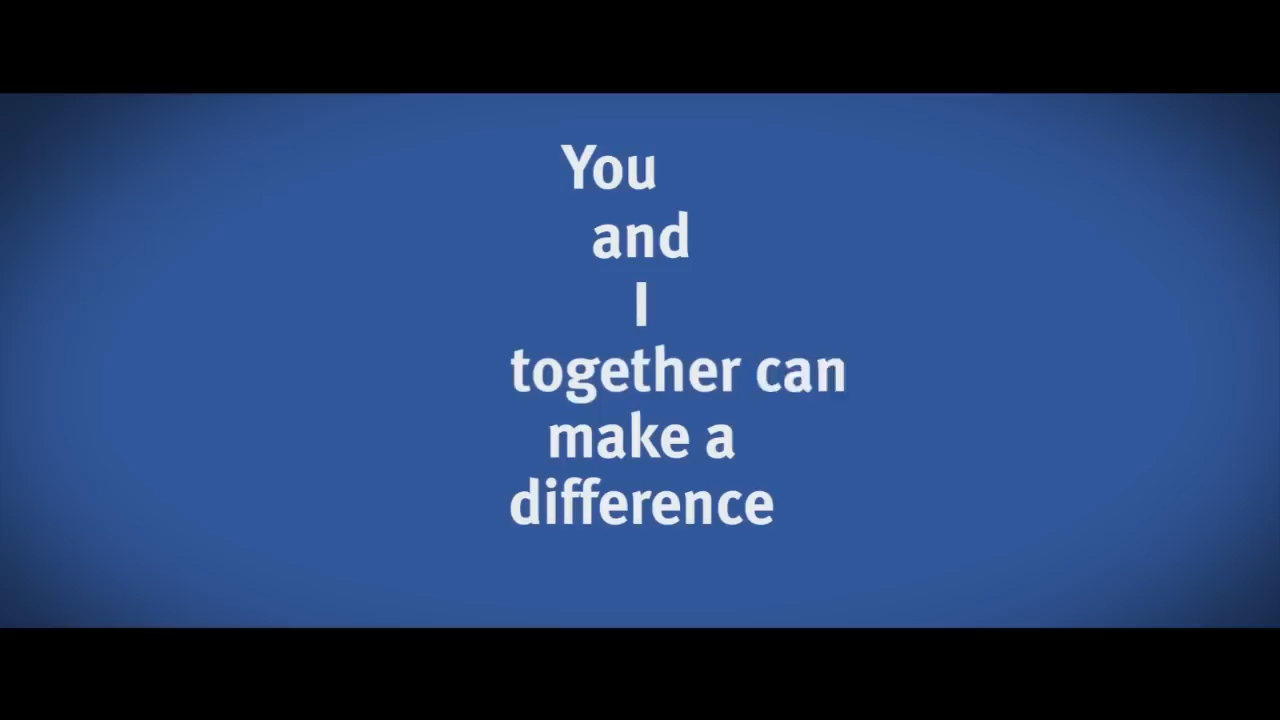 You
and
I
together can
make a
difference